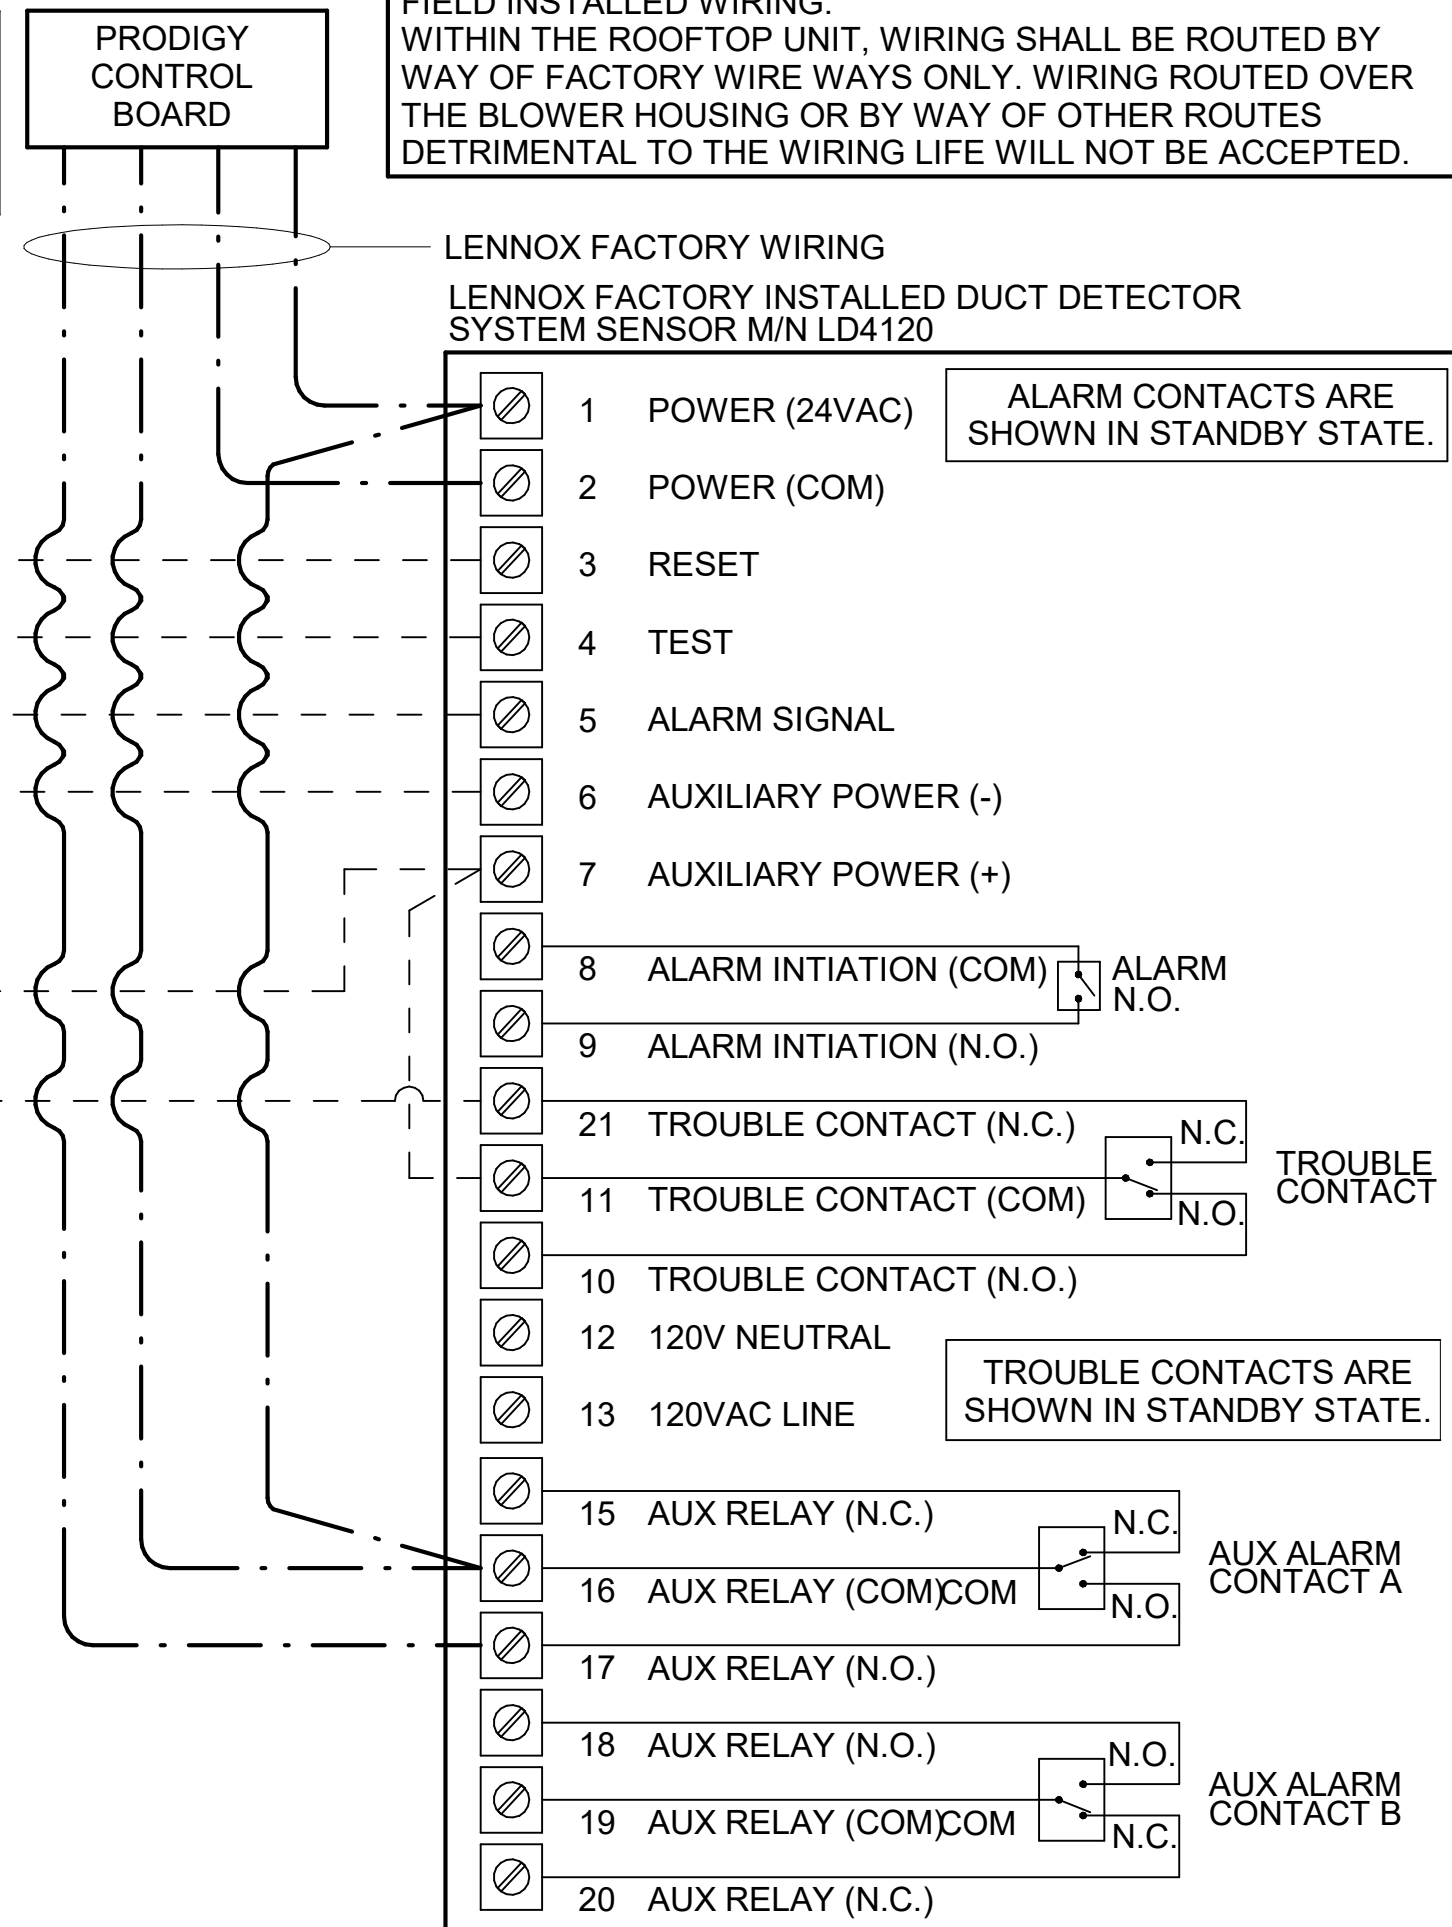 FIELD INSTALLED WIRING.
WITHIN THE ROOFTOP UNIT, WIRING SHALL BE ROUTED BY
WAY OF FACTORY WIRE WAYS ONLY. WIRING ROUTED OVER
THE BLOWER HOUSING OR BY WAY OF OTHER ROUTES
DETRIMENTAL TO THE WIRING LIFE WILL NOT BE ACCEPTED.
PRODIGY
CONTROL
BOARD
LENNOX FACTORY WIRING
LENNOX FACTORY INSTALLED DUCT DETECTOR
SYSTEM SENSOR M/N LD4120
ALARM CONTACTS ARE
SHOWN IN STANDBY STATE.
1 POWER (24VAC)
2 POWER (COM)
3 RESET
4 TEST
5 ALARM SIGNAL
6 AUXILIARY POWER (-)
7 AUXILIARY POWER (+)
8 ALARM INTIATION (COM)
ALARM
N.O.
9 ALARM INTIATION (N.O.)
21 TROUBLE CONTACT (N.C.)
N.C.
TROUBLE
CONTACT
11 TROUBLE CONTACT (COM)
N.O.
10 TROUBLE CONTACT (N.O.)
12 120V NEUTRAL
TROUBLE CONTACTS ARE
SHOWN IN STANDBY STATE.
13 120VAC LINE
15 AUX RELAY (N.C.)
N.C.
AUX ALARM
CONTACT A
16 AUX RELAY (COM)COM
N.O.
17 AUX RELAY (N.O.)
18 AUX RELAY (N.O.)
N.O.
AUX ALARM
CONTACT B
19 AUX RELAY (COM)COM
N.C.
20 AUX RELAY (N.C.)